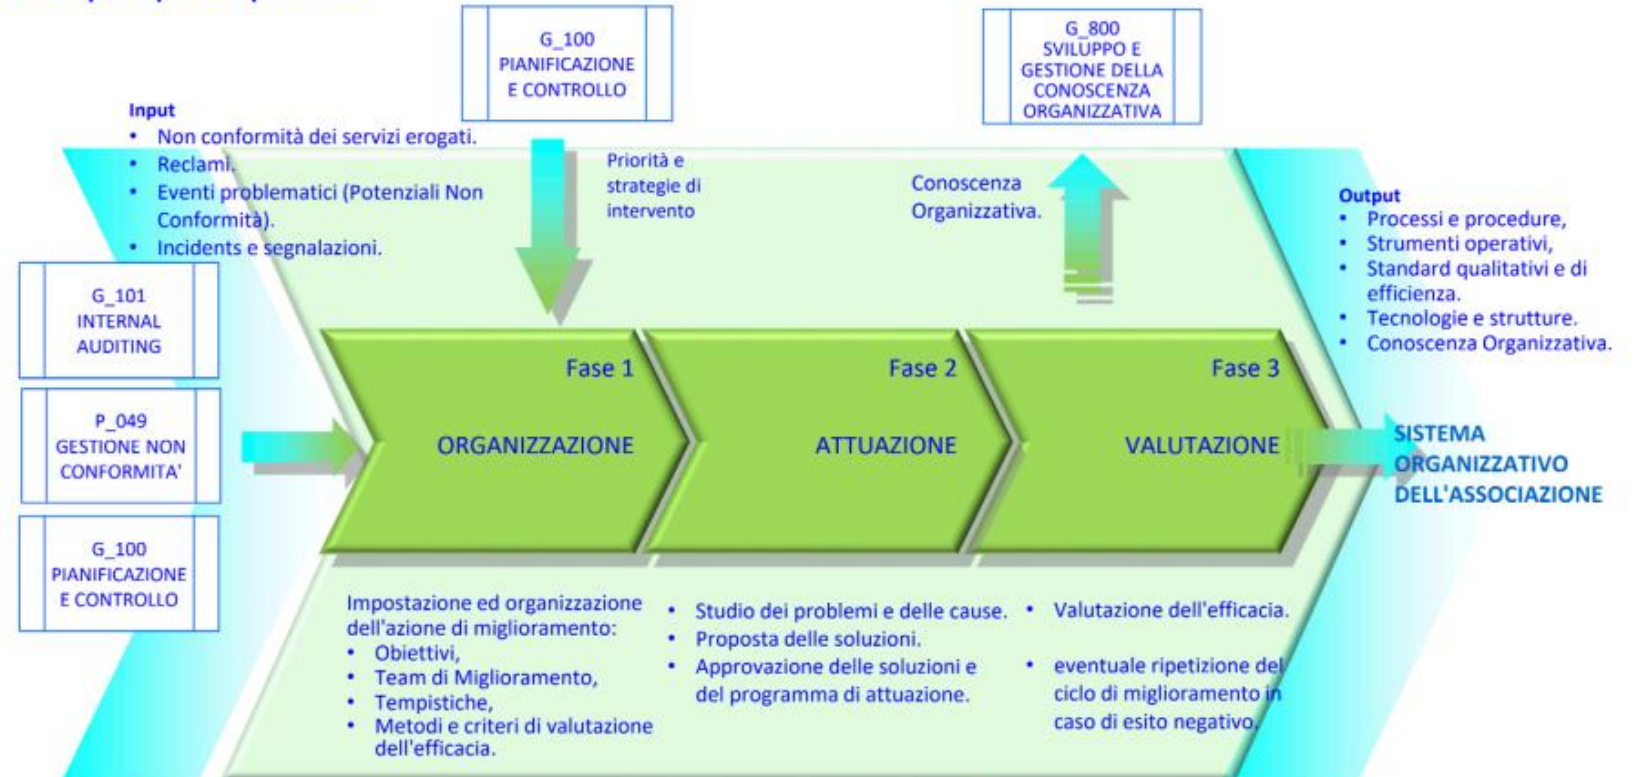 G_100
PIANIFICAZIONE
E CONTROLLO
G_800
SVILUPPO E
GESTIONE DELLA
CONOSCENZA
ORGANIZZATIVA
Input
• Non conformità dei servizi erogati.
• Reclami.
• Eventi problematici (Potenziali Non
Conformità).
• Incidents e segnalazioni.
Priorità e
strategie di
intervento
Conoscenza
Organizzativa.
Output
• Processi e procedure,
• Strumenti operativi,
• Standard qualitativi e di
efficienza.
• Tecnologie e strutture.
• Conoscenza Organizzativa.
G_101
INTERNAL
AUDITING
P_049
GESTIONE NON
CONFORMITA'
G_100
PIANIFICAZIONE
E CONTROLLO
Fase 1
ORGANIZZAZIONE
Fase 2
ATTUAZIONE
Fase 3
VALUTAZIONE
SISTEMA
ORGANIZZATIVO
DELL'ASSOCIAZIONE
Impostazione ed organizzazione
dell'azione di miglioramento:
• Obiettivi,
• Team di Miglioramento,
• Tempistiche,
• Metodi e criteri di valutazione
dell'efficacia.
• Studio dei problemi e delle cause.
• Proposta delle soluzioni.
• Approvazione delle soluzioni e
del programma di attuazione.
• Valutazione dell'efficacia.
• eventuale ripetizione del
ciclo di miglioramento in
caso di esito negativo.